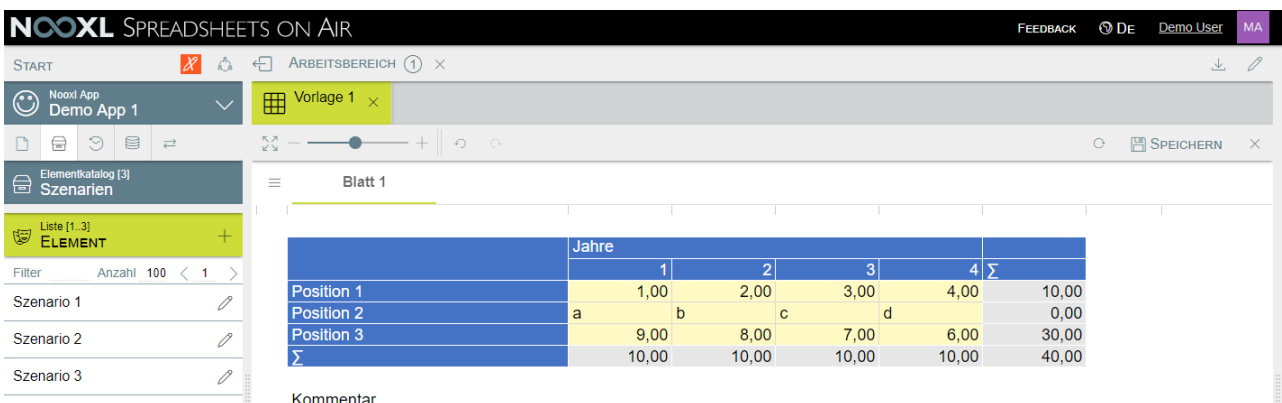 NOOXL SPREADSHEETS ON AIR FEEDBACK DE Demo User MA
START ARBEITSBEREICH 1
Nooxl App
Demo App 1
Vorlage 1
SPEICHERN
Elementkatalog [3]
Szenarien
Blatt 1
Liste [1..3]
ELEMENT
Filter Anzahl 100 < 1 >
Szenario 1
Szenario 2
Szenario 3
Jahre
1 2 3 4 ∑
Position 1 1,00 2,00 3,00 4,00 10,00
Position 2 a b c d 0,00
Position 3 9,00 8,00 7,00 6,00 30,00
∑ 10,00 10,00 10,00 10,00 40,00
Kommentar